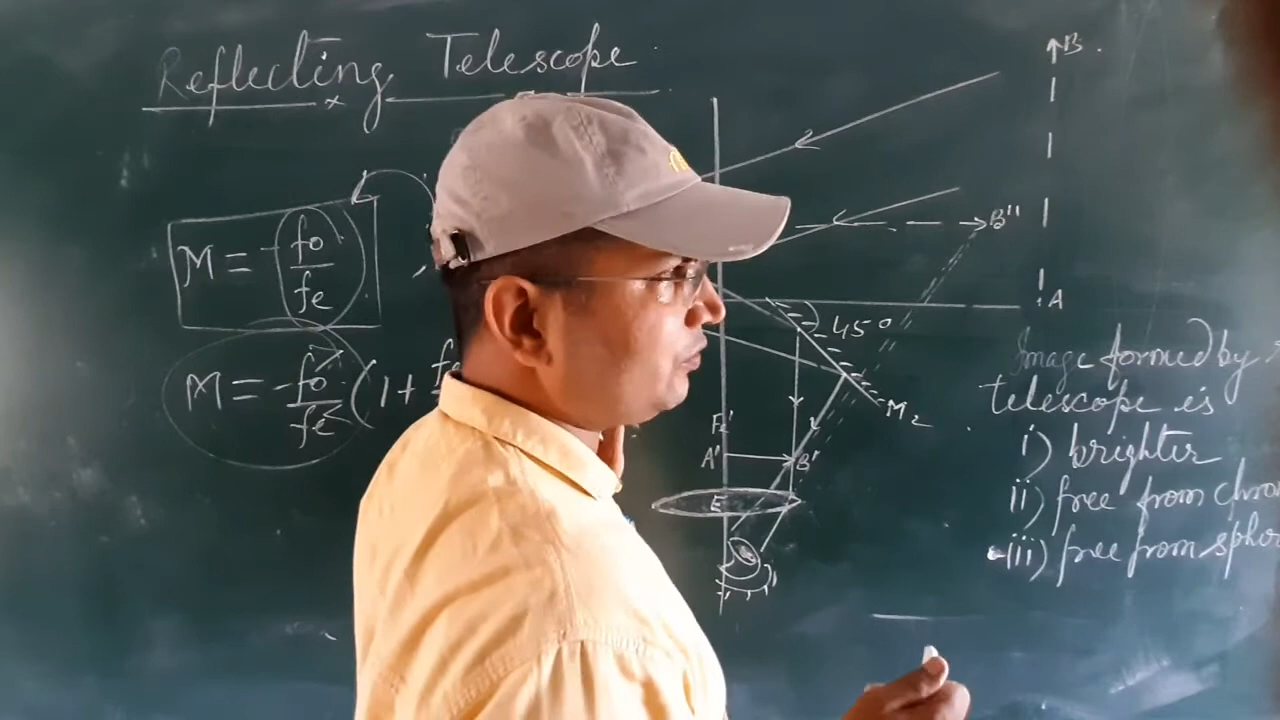 Reflecting Telescope
M = - fo/fe
M = - fo/fe (1 +
B
B"
A
45°
M2
A'
B'
E
Image formed by
telescope is
i) brighter
ii) free from
iii) free from